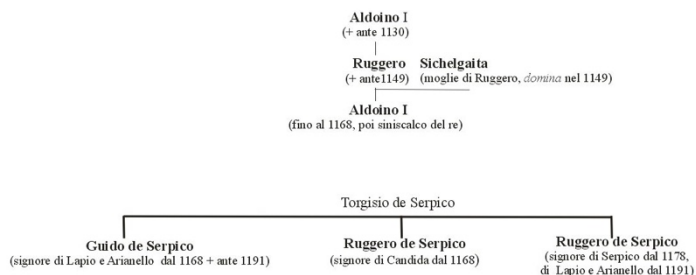 Aldoino I
(+ ante 1130)
Ruggero Sichelgaita
(+ ante1149) (moglie di Ruggero, domina nel 1149)
Aldoino I
(fino al 1168, poi siniscalco del re)
Torgisio de Serpico
Guido de Serpico
(signore di Lapio e Arianello dal 1168 + ante 1191)
Ruggero de Serpico
(signore di Candida dal 1168)
Ruggero de Serpico
(signore di Serpico dal 1178,
di Lapio e Arianello dal 1191)